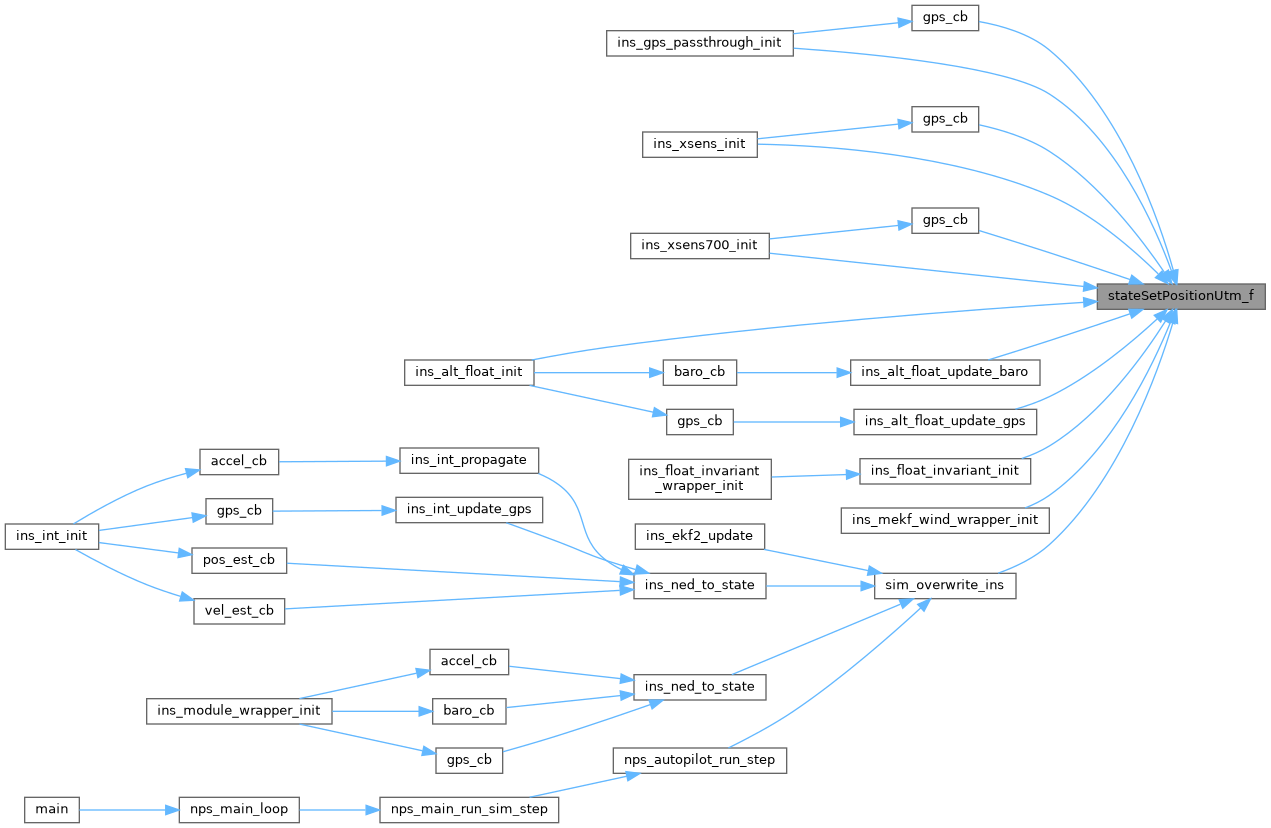 gps_cb
ins_gps_passthrough_init
gps_cb
ins_xsens_init
gps_cb
ins_xsens700_init
stateSetPositionUtm_f
ins_alt_float_init
baro_cb
ins_alt_float_update_baro
gps_cb
ins_alt_float_update_gps
accel_cb
ins_int_propagate
ins_float_invariant
_wrapper_init
ins_float_invariant_init
gps_cb
ins_int_update_gps
ins_mekf_wind_wrapper_init
ins_int_init
ins_ekf2_update
pos_est_cb
ins_ned_to_state
sim_overwrite_ins
vel_est_cb
accel_cb
ins_ned_to_state
ins_module_wrapper_init
baro_cb
gps_cb
nps_autopilot_run_step
main
nps_main_loop
nps_main_run_sim_step